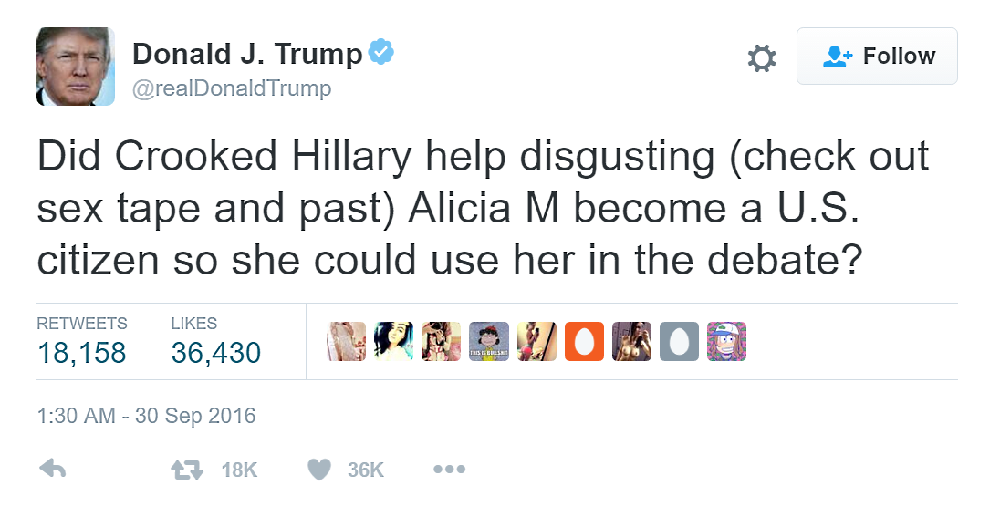 Donald J. Trump
@realDonaldTrump
Follow
Did Crooked Hillary help disgusting (check out
sex tape and past) Alicia M become a U.S.
citizen so she could use her in the debate?
RETWEETS
LIKES
18,158
36,430
THIS IS BULLSHIT
1:30 AM - 30 Sep 2016
18K
36K